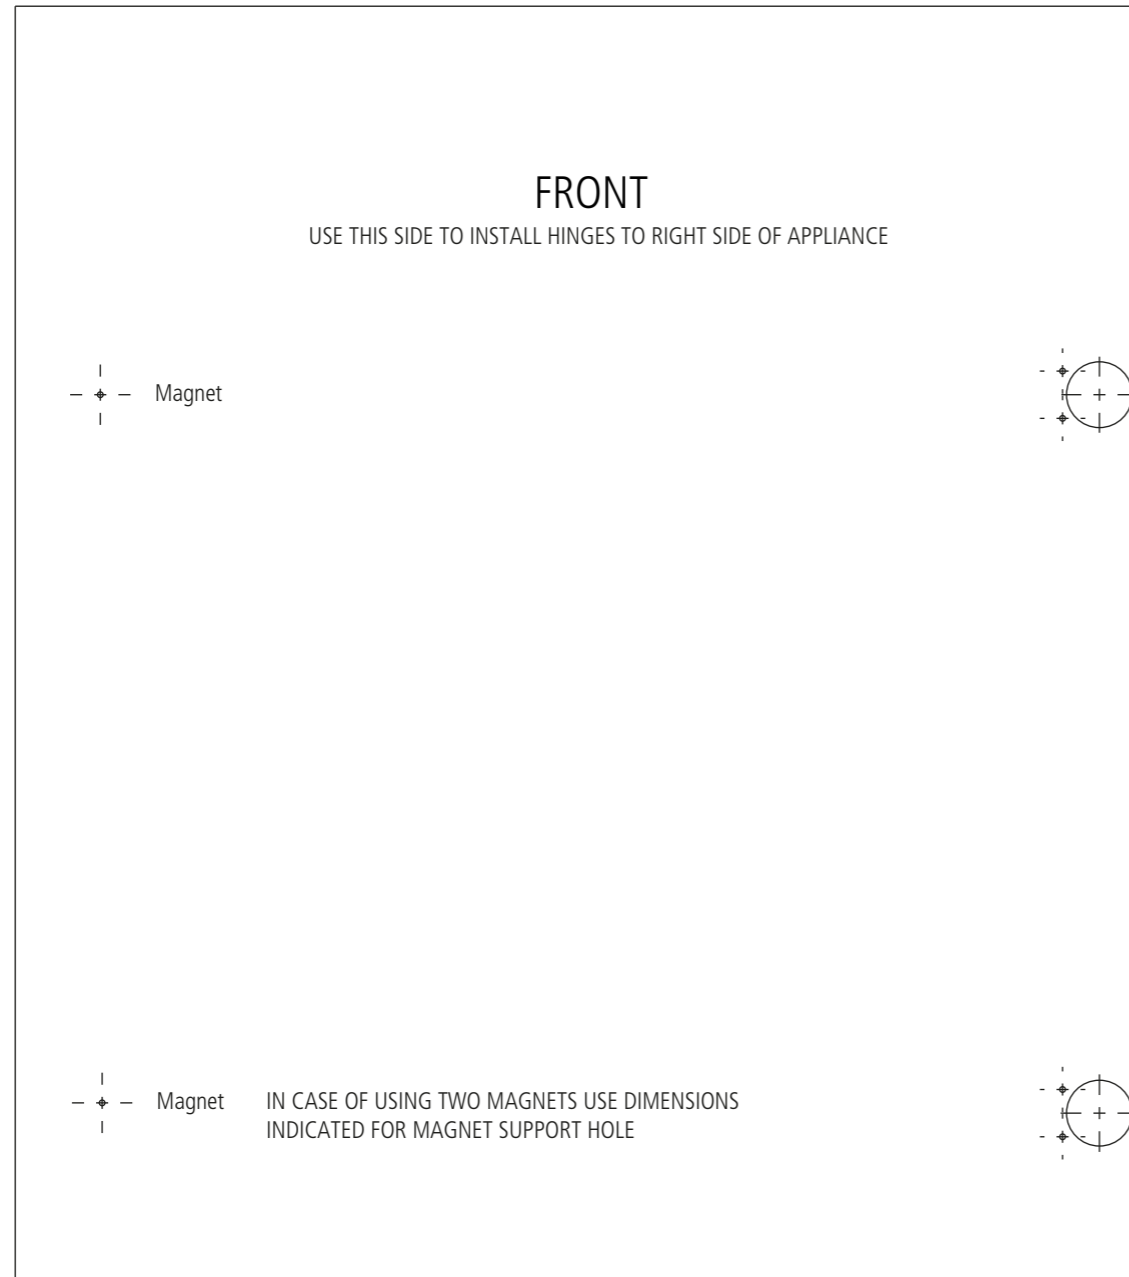 FRONT
USE THIS SIDE TO INSTALL HINGES TO RIGHT SIDE OF APPLIANCE
Magnet
Magnet
IN CASE OF USING TWO MAGNETS USE DIMENSIONS
INDICATED FOR MAGNET SUPPORT HOLE